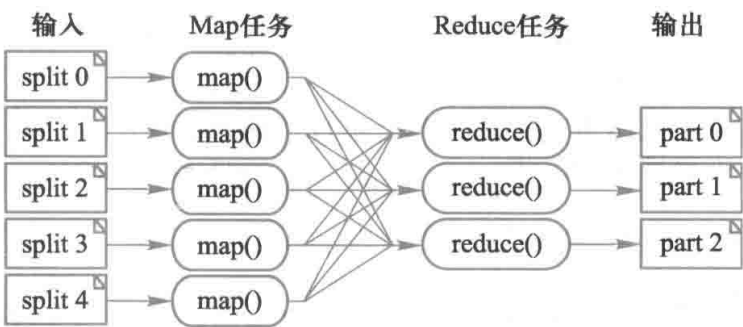 输入 Map任务 Reduce任务 输出
split 0 map()
split 1 map() reduce() part 0
split 2 map() reduce() part 1
split 3 map() reduce() part 2
split 4 map()